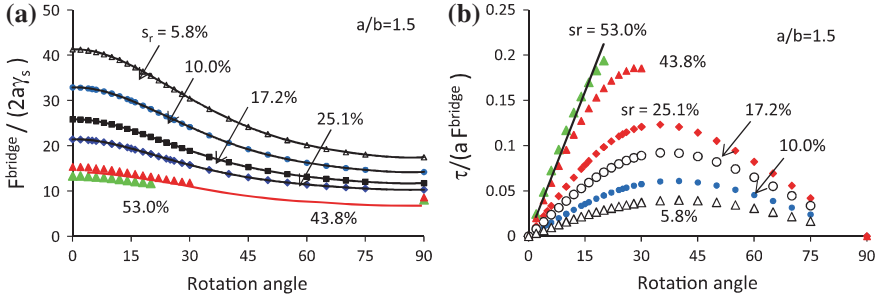 (a)
a/b=1.5
s_r = 5.8%
10.0%
17.2%
25.1%
53.0%
43.8%
F^bridge / (2aγ_s)
50
40
30
20
10
0
0 15 30 45 60 75 90
Rotation angle
(b)
a/b=1.5
sr = 53.0%
43.8%
sr = 25.1%
17.2%
10.0%
5.8%
τ/(a F^bridge)
0.25
0.2
0.15
0.1
0.05
0
0 15 30 45 60 75 90
Rotation angle